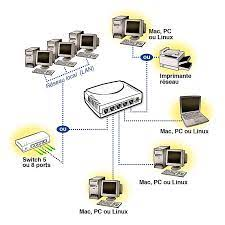 Mac, PC
ou Linux
Réseau local (LAN)
ou
Imprimante
réseau
ou
Mac, PC ou Linux
Switch 5
ou 8 ports
Mac, PC ou Linux
Mac, PC ou Linux